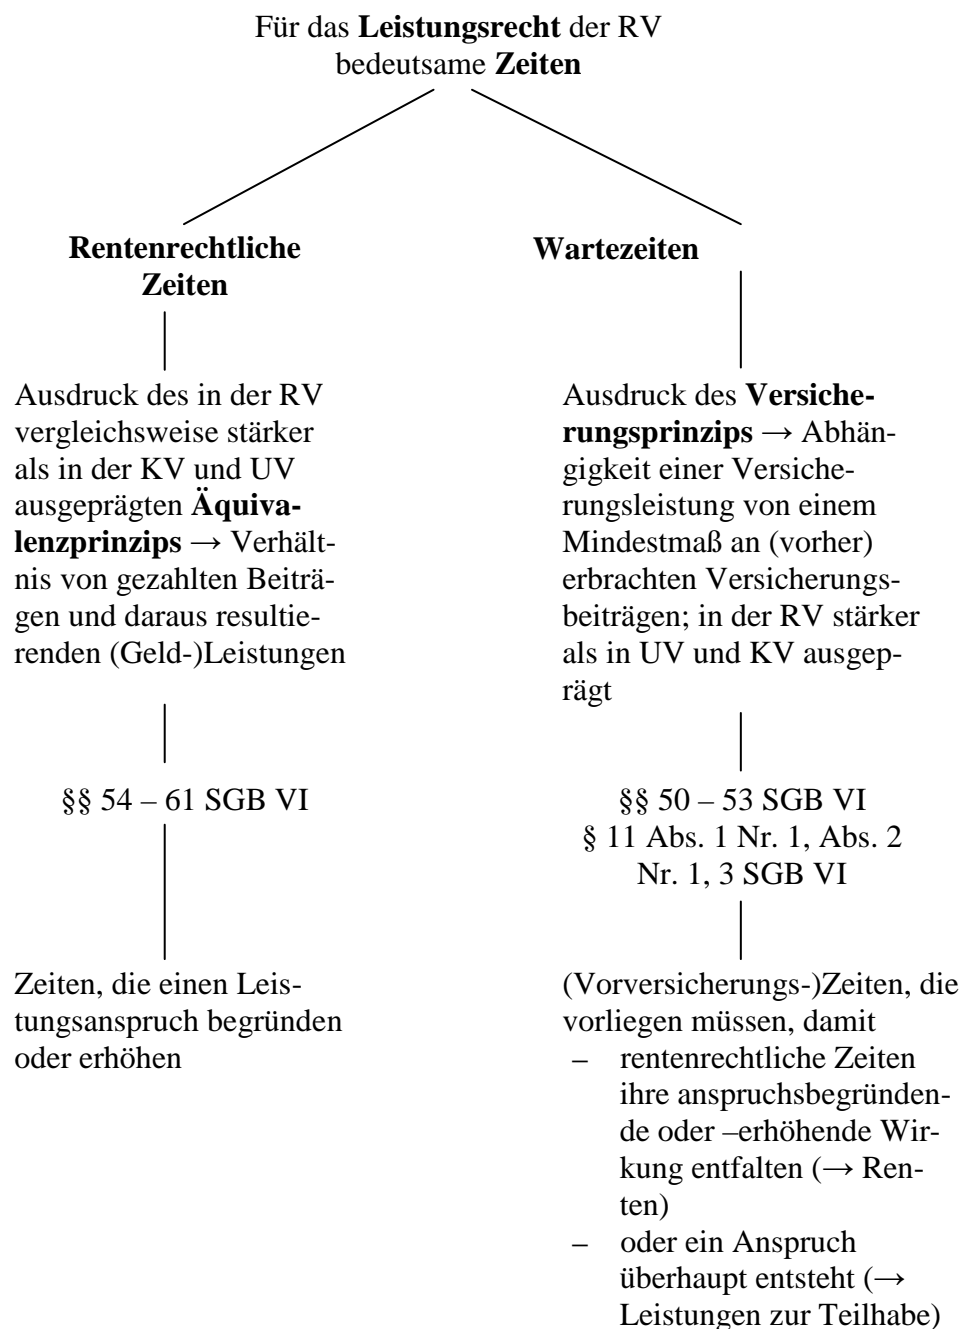 Für das Leistungsrecht der RV
bedeutsame Zeiten
Rentenrechtliche
Zeiten
Ausdruck des in der RV
vergleichsweise stärker
als in der KV und UV
ausgeprägten Äquiva-
lenzprinzips → Verhält-
nis von gezahlten Beiträ-
gen und daraus resultie-
renden (Geld-)Leistungen
§§ 54 – 61 SGB VI
Zeiten, die einen Leis-
tungsanspruch begründen
oder erhöhen
Wartezeiten
Ausdruck des Versiche-
rungsprinzips → Abhän-
gigkeit einer Versiche-
rungsleistung von einem
Mindestmaß an (vorher)
erbrachten Versicherungs-
beiträgen; in der RV stärker
als in UV und KV ausgep-
rägt
§§ 50 – 53 SGB VI
§ 11 Abs. 1 Nr. 1, Abs. 2
Nr. 1, 3 SGB VI
(Vorversicherungs-)Zeiten, die
vorliegen müssen, damit
– rentenrechtliche Zeiten
ihre anspruchsbegründen-
de oder –erhöhende Wir-
kung entfalten (→ Ren-
ten)
– oder ein Anspruch
überhaupt entsteht (→
Leistungen zur Teilhabe)